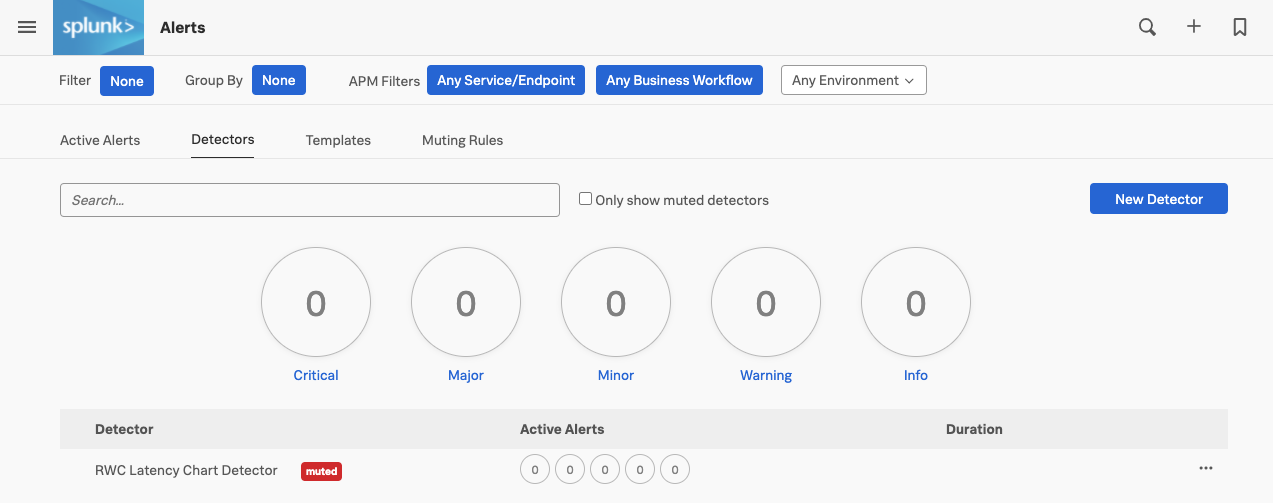 splunk> Alerts
Filter None Group By None APM Filters Any Service/Endpoint Any Business Workflow Any Environment
Active Alerts Detectors Templates Muting Rules
Search... Only show muted detectors New Detector
0 0 0 0 0
Critical Major Minor Warning Info
Detector Active Alerts Duration
RWC Latency Chart Detector muted 0 0 0 0 0 ...